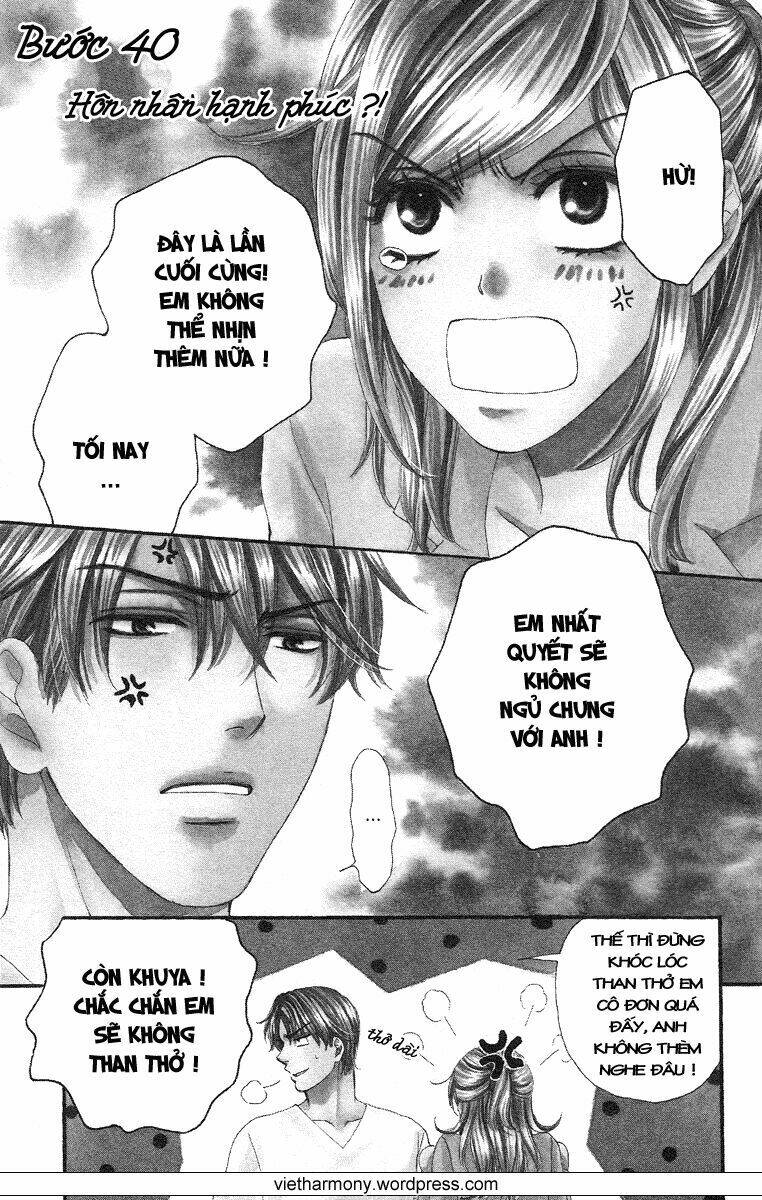 Bước 40
Hôn nhân hạnh phúc ?!
HỪ!
ĐÂY LÀ LẦN
CUỐI CÙNG!
EM KHÔNG
THỂ NHỊN
THÊM NỮA !
TỐI NAY
...
EM NHẤT
QUYẾT SẼ
KHÔNG
NGỦ CHUNG
VỚI ANH !
...
THẾ THÌ ĐỪNG
KHÓC LÓC
THAN THỞ EM
CÔ ĐƠN QUÁ
ĐẤY, ANH
KHÔNG THÈM
NGHE ĐÂU !
thở dài
CÒN KHUYA !
CHẮC CHẮN EM
SẼ KHÔNG
THAN THỞ !
vietharmony.wordpress.com